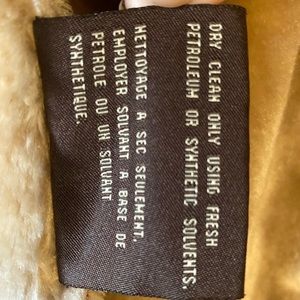 DRY CLEAN ONLY USING FRESH
PETROLEUM OR SYNTHETIC SOLVENTS.
NETTOYAGE A SEC SEULEMENT,
EMPLOYER SOLVANT A BASE DE
PETROLE OU UN SOLVANT
SYNTHETIQUE.